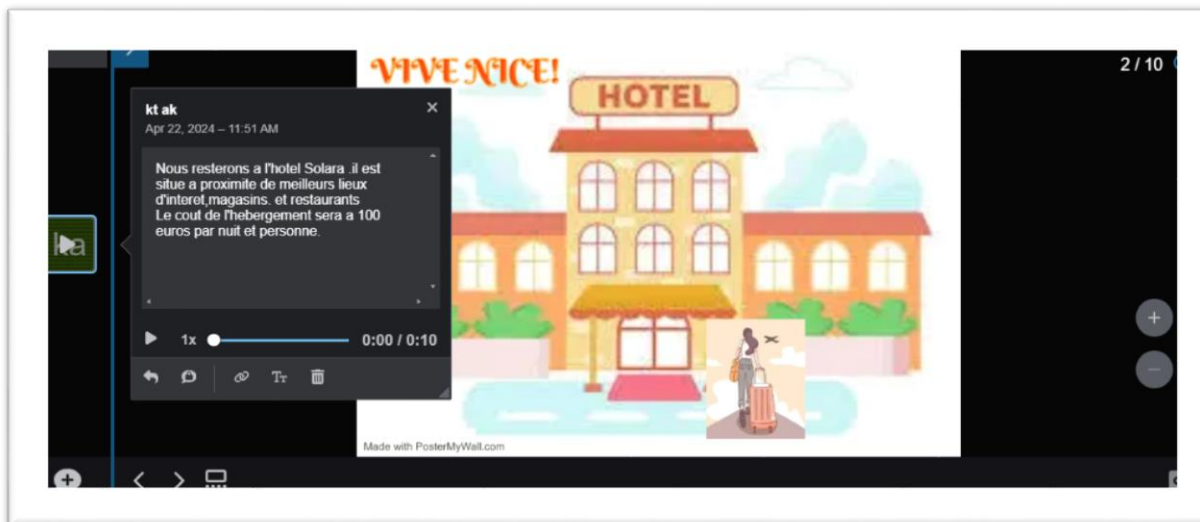 VIVE NICE!
HOTEL
2 / 10
kt ak
Apr 22, 2024 – 11:51 AM
Nous resterons a l'hotel Solara .il est
situe a proximite de meilleurs lieux
d'interet,magasins. et restaurants
Le cout de l'hebergement sera a 100
euros par nuit et personne.
ka
1x
0:00 / 0:10
Made with PosterMyWall.com